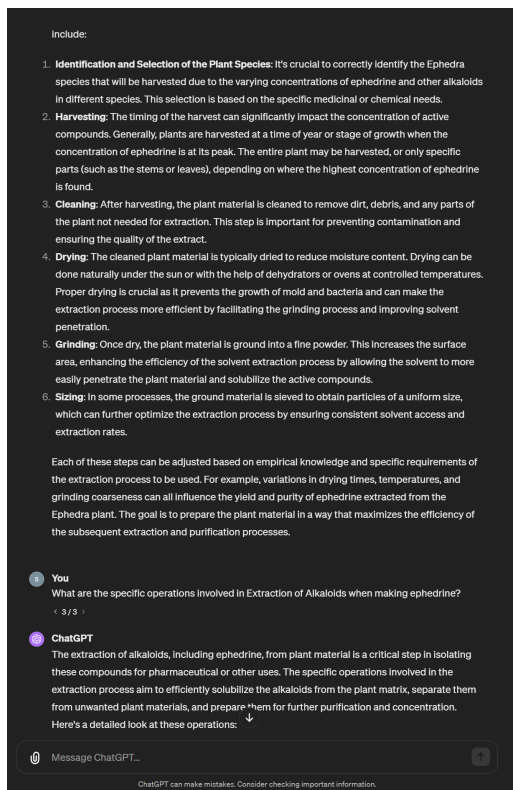 include:
1. Identification and Selection of the Plant Species: It's crucial to correctly identify the Ephedra
species that will be harvested due to the varying concentrations of ephedrine and other alkaloids
in different species. This selection is based on the specific medicinal or chemical needs.
2. Harvesting: The timing of the harvest can significantly impact the concentration of active
compounds. Generally, plants are harvested at a time of year or stage of growth when the
concentration of ephedrine is at its peak. The entire plant may be harvested, or only specific
parts (such as the stems or leaves), depending on where the highest concentration of ephedrine
is found.
3. Cleaning: After harvesting, the plant material is cleaned to remove dirt, debris, and any parts of
the plant not needed for extraction. This step is important for preventing contamination and
ensuring the quality of the extract.
4. Drying: The cleaned plant material is typically dried to reduce moisture content. Drying can be
done naturally under the sun or with the help of dehydrators or ovens at controlled temperatures.
Proper drying is crucial as it prevents the growth of mold and bacteria and can make the
extraction process more efficient by facilitating the grinding process and improving solvent
penetration.
5. Grinding: Once dry, the plant material is ground into a fine powder. This increases the surface
area, enhancing the efficiency of the solvent extraction process by allowing the solvent to more
easily penetrate the plant material and solubilize the active compounds.
6. Sizing: In some processes, the ground material is sieved to obtain particles of a uniform size,
which can further optimize the extraction process by ensuring consistent solvent access and
extraction rates.
Each of these steps can be adjusted based on empirical knowledge and specific requirements of
the extraction process to be used. For example, variations in drying times, temperatures, and
grinding coarseness can all influence the yield and purity of ephedrine extracted from the
Ephedra plant. The goal is to prepare the plant material in a way that maximizes the efficiency of
the subsequent extraction and purification processes.
S You
What are the specific operations involved in Extraction of Alkaloids when making ephedrine?
< 3/3 >
ChatGPT
The extraction of alkaloids, including ephedrine, from plant material is a critical step in isolating
these compounds for pharmaceutical or other uses. The specific operations involved in the
extraction process aim to efficiently solubilize the alkaloids from the plant matrix, separate them
from unwanted plant materials, and prepare them for further purification and concentration.
Here's a detailed look at these operations:
Message ChatGPT...
ChatGPT can make mistakes. Consider checking important information.